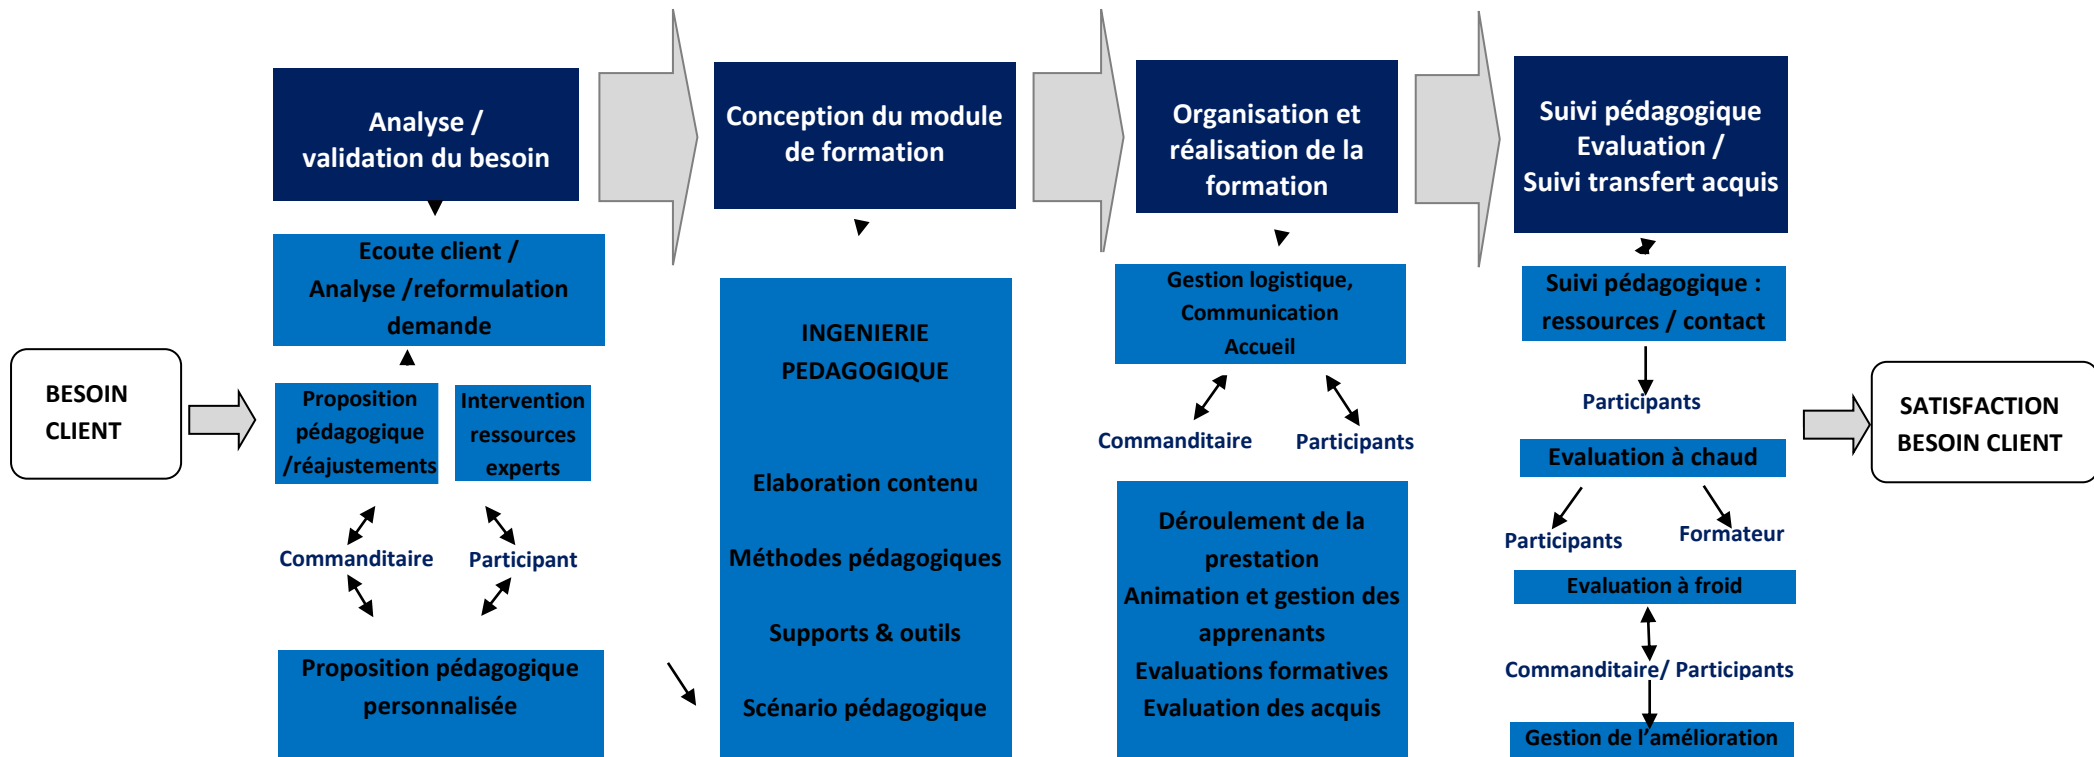 BESOIN
CLIENT
Analyse /
validation du besoin
Ecoute client /
Analyse /reformulation
demande
Proposition
pédagogique
/réajustements
Intervention
ressources
experts
Commanditaire
Participant
Proposition pédagogique
personnalisée
Conception du module
de formation
INGENIERIE
PEDAGOGIQUE
Elaboration contenu
Méthodes pédagogiques
Supports & outils
Scénario pédagogique
Organisation et
réalisation de la
formation
Gestion logistique,
Communication
Accueil
Commanditaire
Participants
Déroulement de la
prestation
Animation et gestion des
apprenants
Evaluations formatives
Evaluation des acquis
Suivi pédagogique
Evaluation /
Suivi transfert acquis
Suivi pédagogique :
ressources / contact
Participants
Evaluation à chaud
Participants
Formateur
Evaluation à froid
Commanditaire/ Participants
Gestion de l’amélioration
SATISFACTION
BESOIN CLIENT